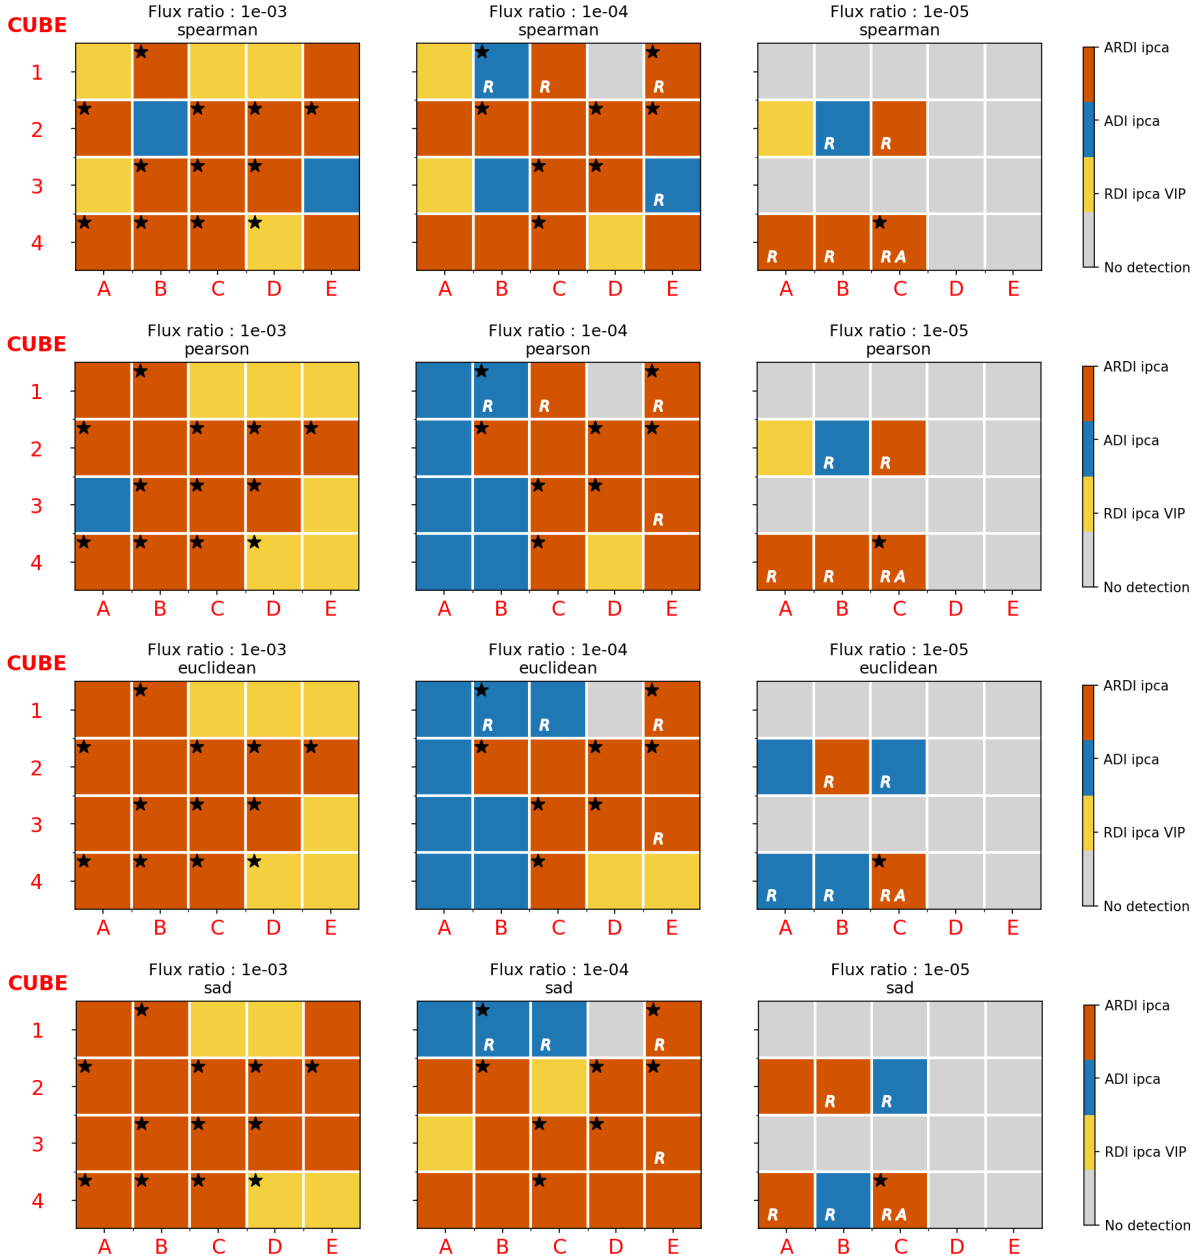 CUBE
Flux ratio : 1e-03
spearman
Flux ratio : 1e-04
spearman
Flux ratio : 1e-05
spearman
1
R R R
2
R R
3
R
4
R R R A
A B C D E
A B C D E
A B C D E
ARDI ipca
ADI ipca
RDI ipca VIP
No detection
CUBE
Flux ratio : 1e-03
pearson
Flux ratio : 1e-04
pearson
Flux ratio : 1e-05
pearson
1
R R R
2
R R
3
R
4
R R R A
A B C D E
A B C D E
A B C D E
ARDI ipca
ADI ipca
RDI ipca VIP
No detection
CUBE
Flux ratio : 1e-03
euclidean
Flux ratio : 1e-04
euclidean
Flux ratio : 1e-05
euclidean
1
R R R
2
R R
3
R
4
R R R A
A B C D E
A B C D E
A B C D E
ARDI ipca
ADI ipca
RDI ipca VIP
No detection
CUBE
Flux ratio : 1e-03
sad
Flux ratio : 1e-04
sad
Flux ratio : 1e-05
sad
1
R R R
2
R R
3
R
4
R R R A
A B C D E
A B C D E
A B C D E
ARDI ipca
ADI ipca
RDI ipca VIP
No detection